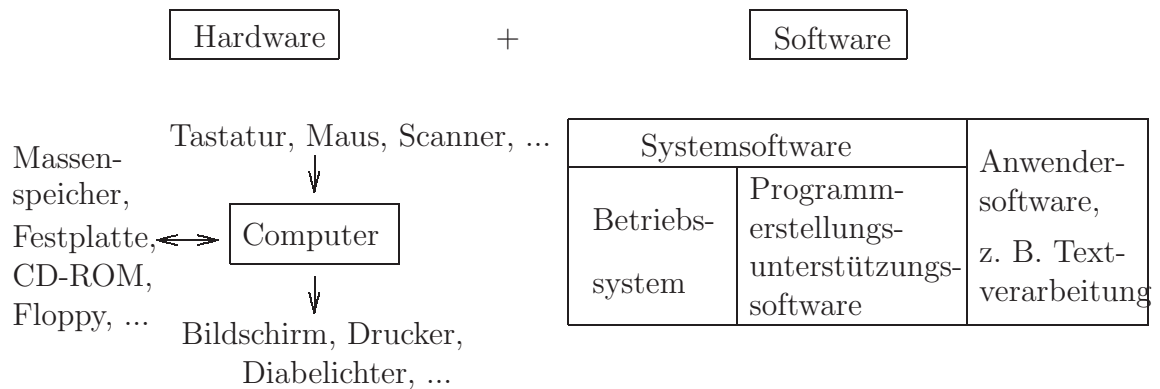 Hardware + Software
Tastatur, Maus, Scanner, ...
Massen-
speicher,
Festplatte,
CD-ROM,
Floppy, ...
Computer
Bildschirm, Drucker,
Diabelichter, ...
Systemsoftware
Betriebs-
system
Programm-
erstellungs-
unterstützungs-
software
Anwender-
software,
z. B. Text-
verarbeitung